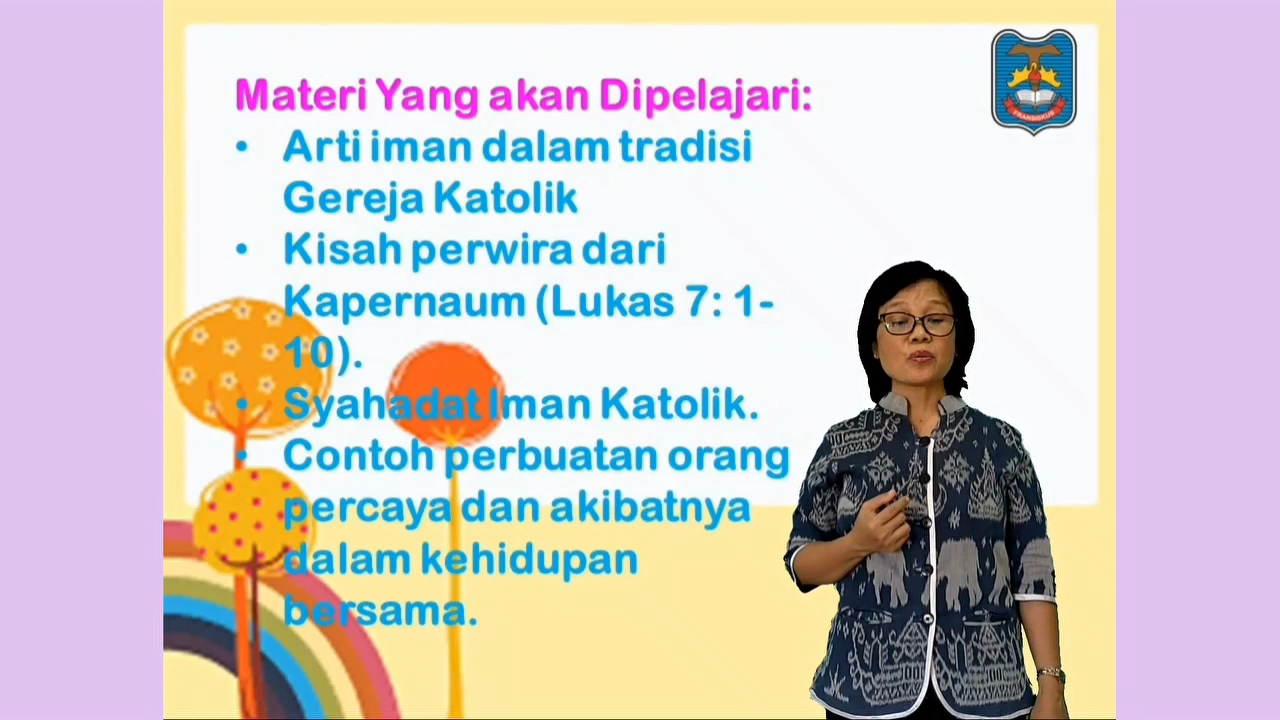 Materi Yang akan Dipelajari:
• Arti iman dalam tradisi
Gereja Katolik
• Kisah perwira dari
Kapernaum (Lukas 7: 1-
10).
• Syahadat Iman Katolik.
• Contoh perbuatan orang
percaya dan akibatnya
dalam kehidupan
bersama.
FRANSISKUS